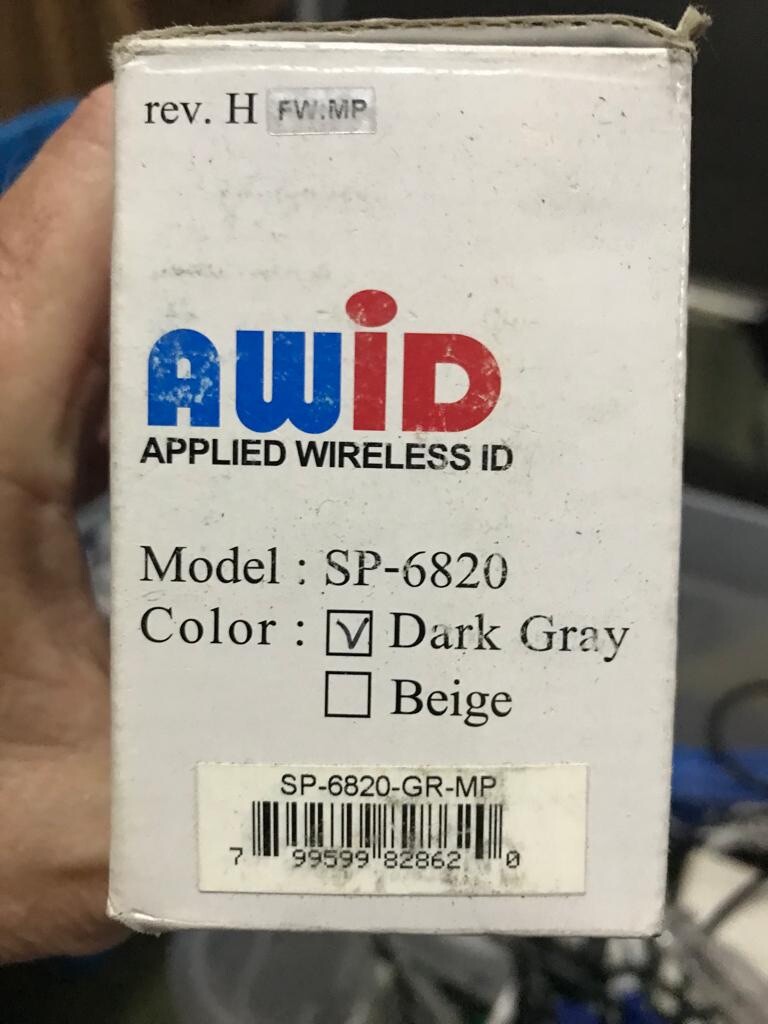 rev. H FW:MP
AWiD
APPLIED WIRELESS ID
Model : SP-6820
Color : ☑ Dark Gray
☐ Beige
SP-6820-GR-MP
7 99599 82862 0